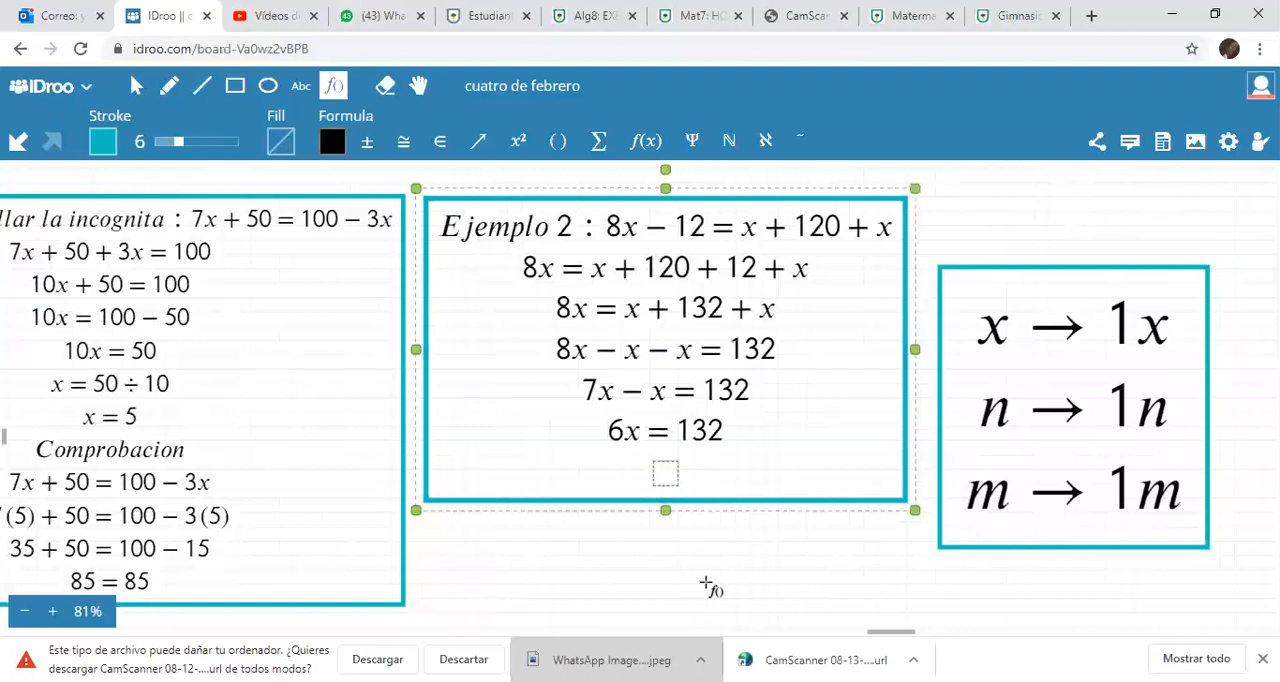 Correo: y
IDroo || c
Vídeos d
(43) Wha
Estudian
Alg8: EX
Mat7: HO
CamScan
Materma
Gimnasio
idroo.com/board-Va0wz2vBPB
IDroo
Abc
f()
cuatro de febrero
Stroke
Fill
Formula
6
± ≅ ∈ ↗ x² ( ) ∑ f(x) Ψ ℕ ℵ ~
llar la incognita : 7x + 50 = 100 − 3x
7x + 50 + 3x = 100
10x + 50 = 100
10x = 100 − 50
10x = 50
x = 50 ÷ 10
x = 5
Comprobacion
7x + 50 = 100 − 3x
(5) + 50 = 100 − 3(5)
35 + 50 = 100 − 15
85 = 85
Ejemplo 2 : 8x − 12 = x + 120 + x
8x = x + 120 + 12 + x
8x = x + 132 + x
8x − x − x = 132
7x − x = 132
6x = 132
x → 1x
n → 1n
m → 1m
f()
− + 81%
Este tipo de archivo puede dañar tu ordenador. ¿Quieres
descargar CamScanner 08-12-....url de todos modos?
Descargar
Descartar
WhatsApp Image....jpeg
CamScanner 08-13-....url
Mostrar todo